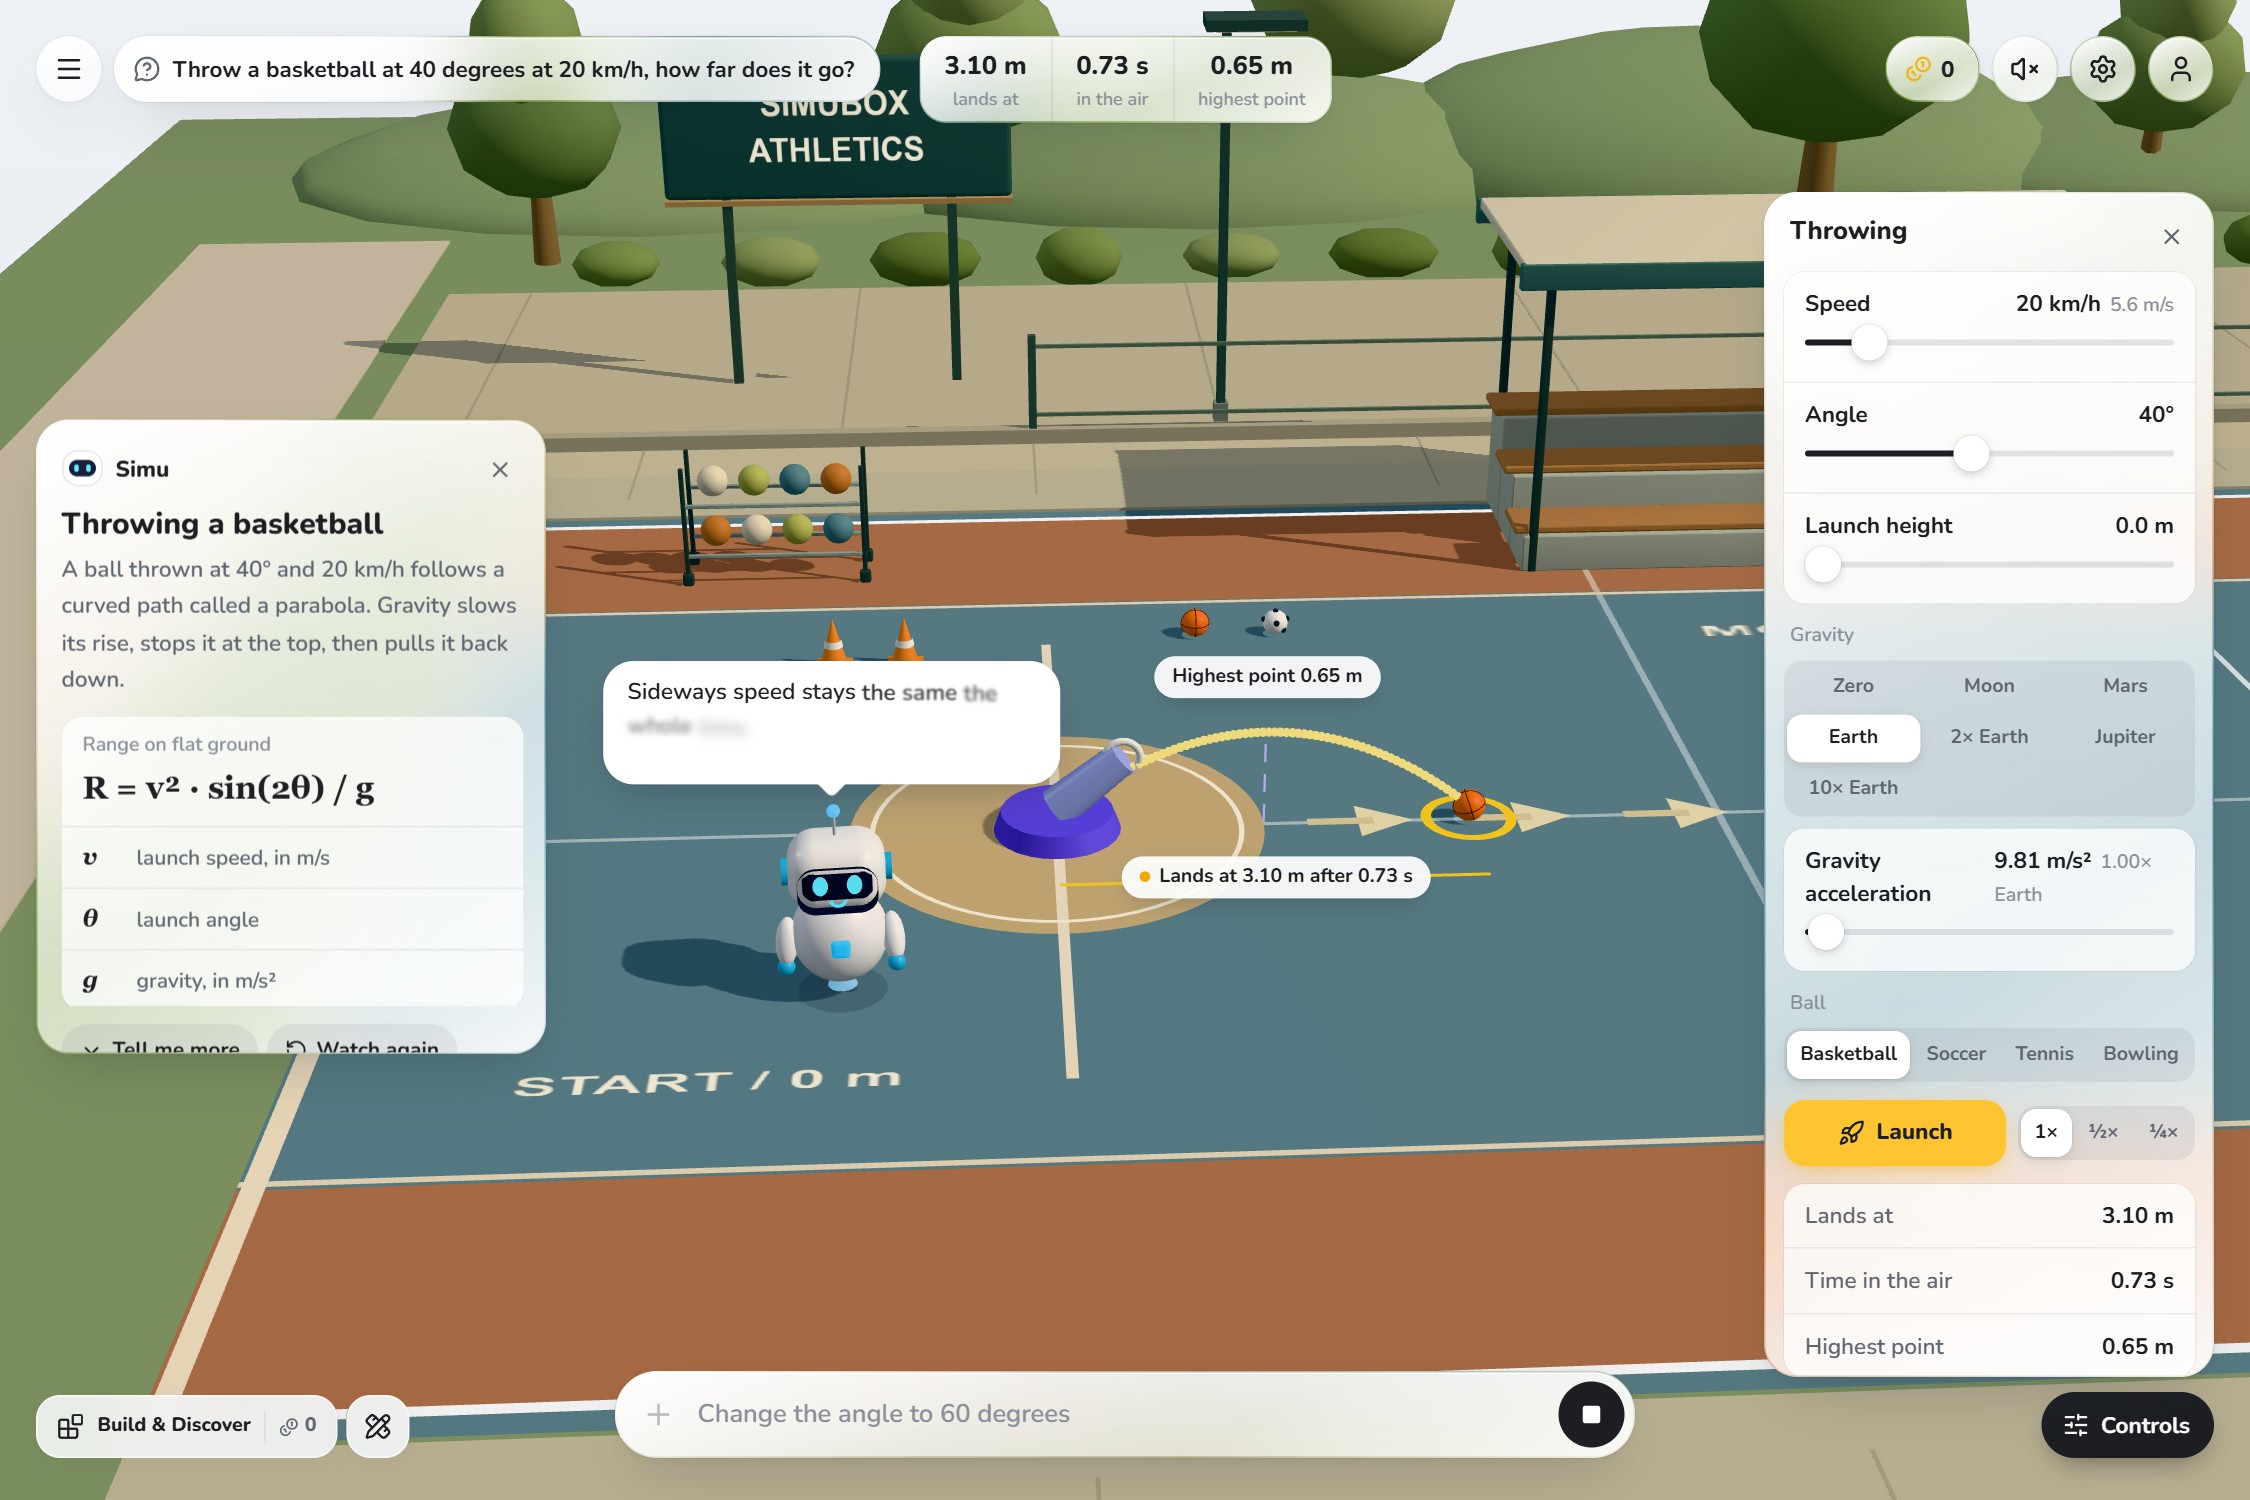 Throw a basketball at 40 degrees at 20 km/h, how far does it go?
3.10 m
lands at
0.73 s
in the air
0.65 m
highest point
0
SIMUBOX
ATHLETICS
Simu
Throwing a basketball
A ball thrown at 40° and 20 km/h follows a
curved path called a parabola. Gravity slows
its rise, stops it at the top, then pulls it back
down.
Range on flat ground
R = v² · sin(2θ) / g
v launch speed, in m/s
θ launch angle
g gravity, in m/s²
Tell me more
Watch again
Sideways speed stays the same the
whole
Highest point 0.65 m
Lands at 3.10 m after 0.73 s
START / 0 m
Throwing
Speed 20 km/h 5.6 m/s
Angle 40°
Launch height 0.0 m
Gravity
Zero Moon Mars
Earth 2× Earth Jupiter
10× Earth
Gravity
acceleration
9.81 m/s² 1.00×
Earth
Ball
Basketball Soccer Tennis Bowling
Launch
1× ½× ¼×
Lands at 3.10 m
Time in the air 0.73 s
Highest point 0.65 m
Build & Discover 0
Change the angle to 60 degrees
Controls